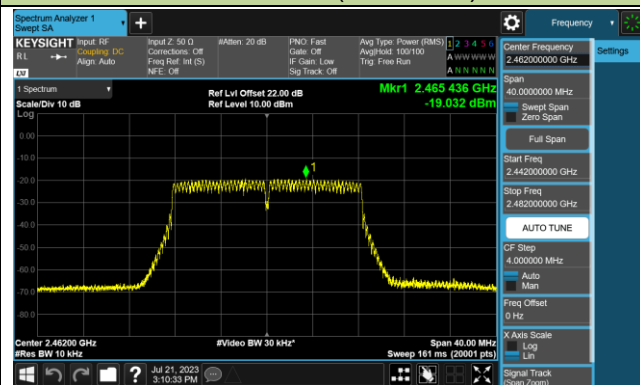 Spectrum Analyzer 1
Swept SA
Frequency
KEYSIGHT
RL
LXI
Input: RF
Coupling: DC
Align: Auto
Input Z: 50 Ω
Corrections: Off
Freq Ref: Int (S)
NFE: Off
#Atten: 20 dB
PNO: Fast
Gate: Off
IF Gain: Low
Sig Track: Off
Avg Type: Power (RMS)
Avg|Hold: 100/100
Trig: Free Run
1 2 3 4 5 6
A W W W W W
A N N N N N
1 Spectrum
Scale/Div 10 dB
Log
Ref Lvl Offset 22.00 dB
Ref Level 10.00 dBm
Mkr1 2.465 436 GHz
-19.032 dBm
1
0.00
-10.0
-20.0
-30.0
-40.0
-50.0
-60.0
-70.0
-80.0
Center 2.46200 GHz
#Res BW 10 kHz
#Video BW 30 kHz*
Span 40.00 MHz
Sweep 161 ms (20001 pts)
Jul 21, 2023
3:10:33 PM
Center Frequency
2.462000000 GHz
Settings
Span
40.0000000 MHz
Swept Span
Zero Span
Full Span
Start Freq
2.442000000 GHz
Stop Freq
2.482000000 GHz
AUTO TUNE
CF Step
4.000000 MHz
Auto
Man
Freq Offset
0 Hz
X Axis Scale
Log
Lin
Signal Track
(Span Zoom)